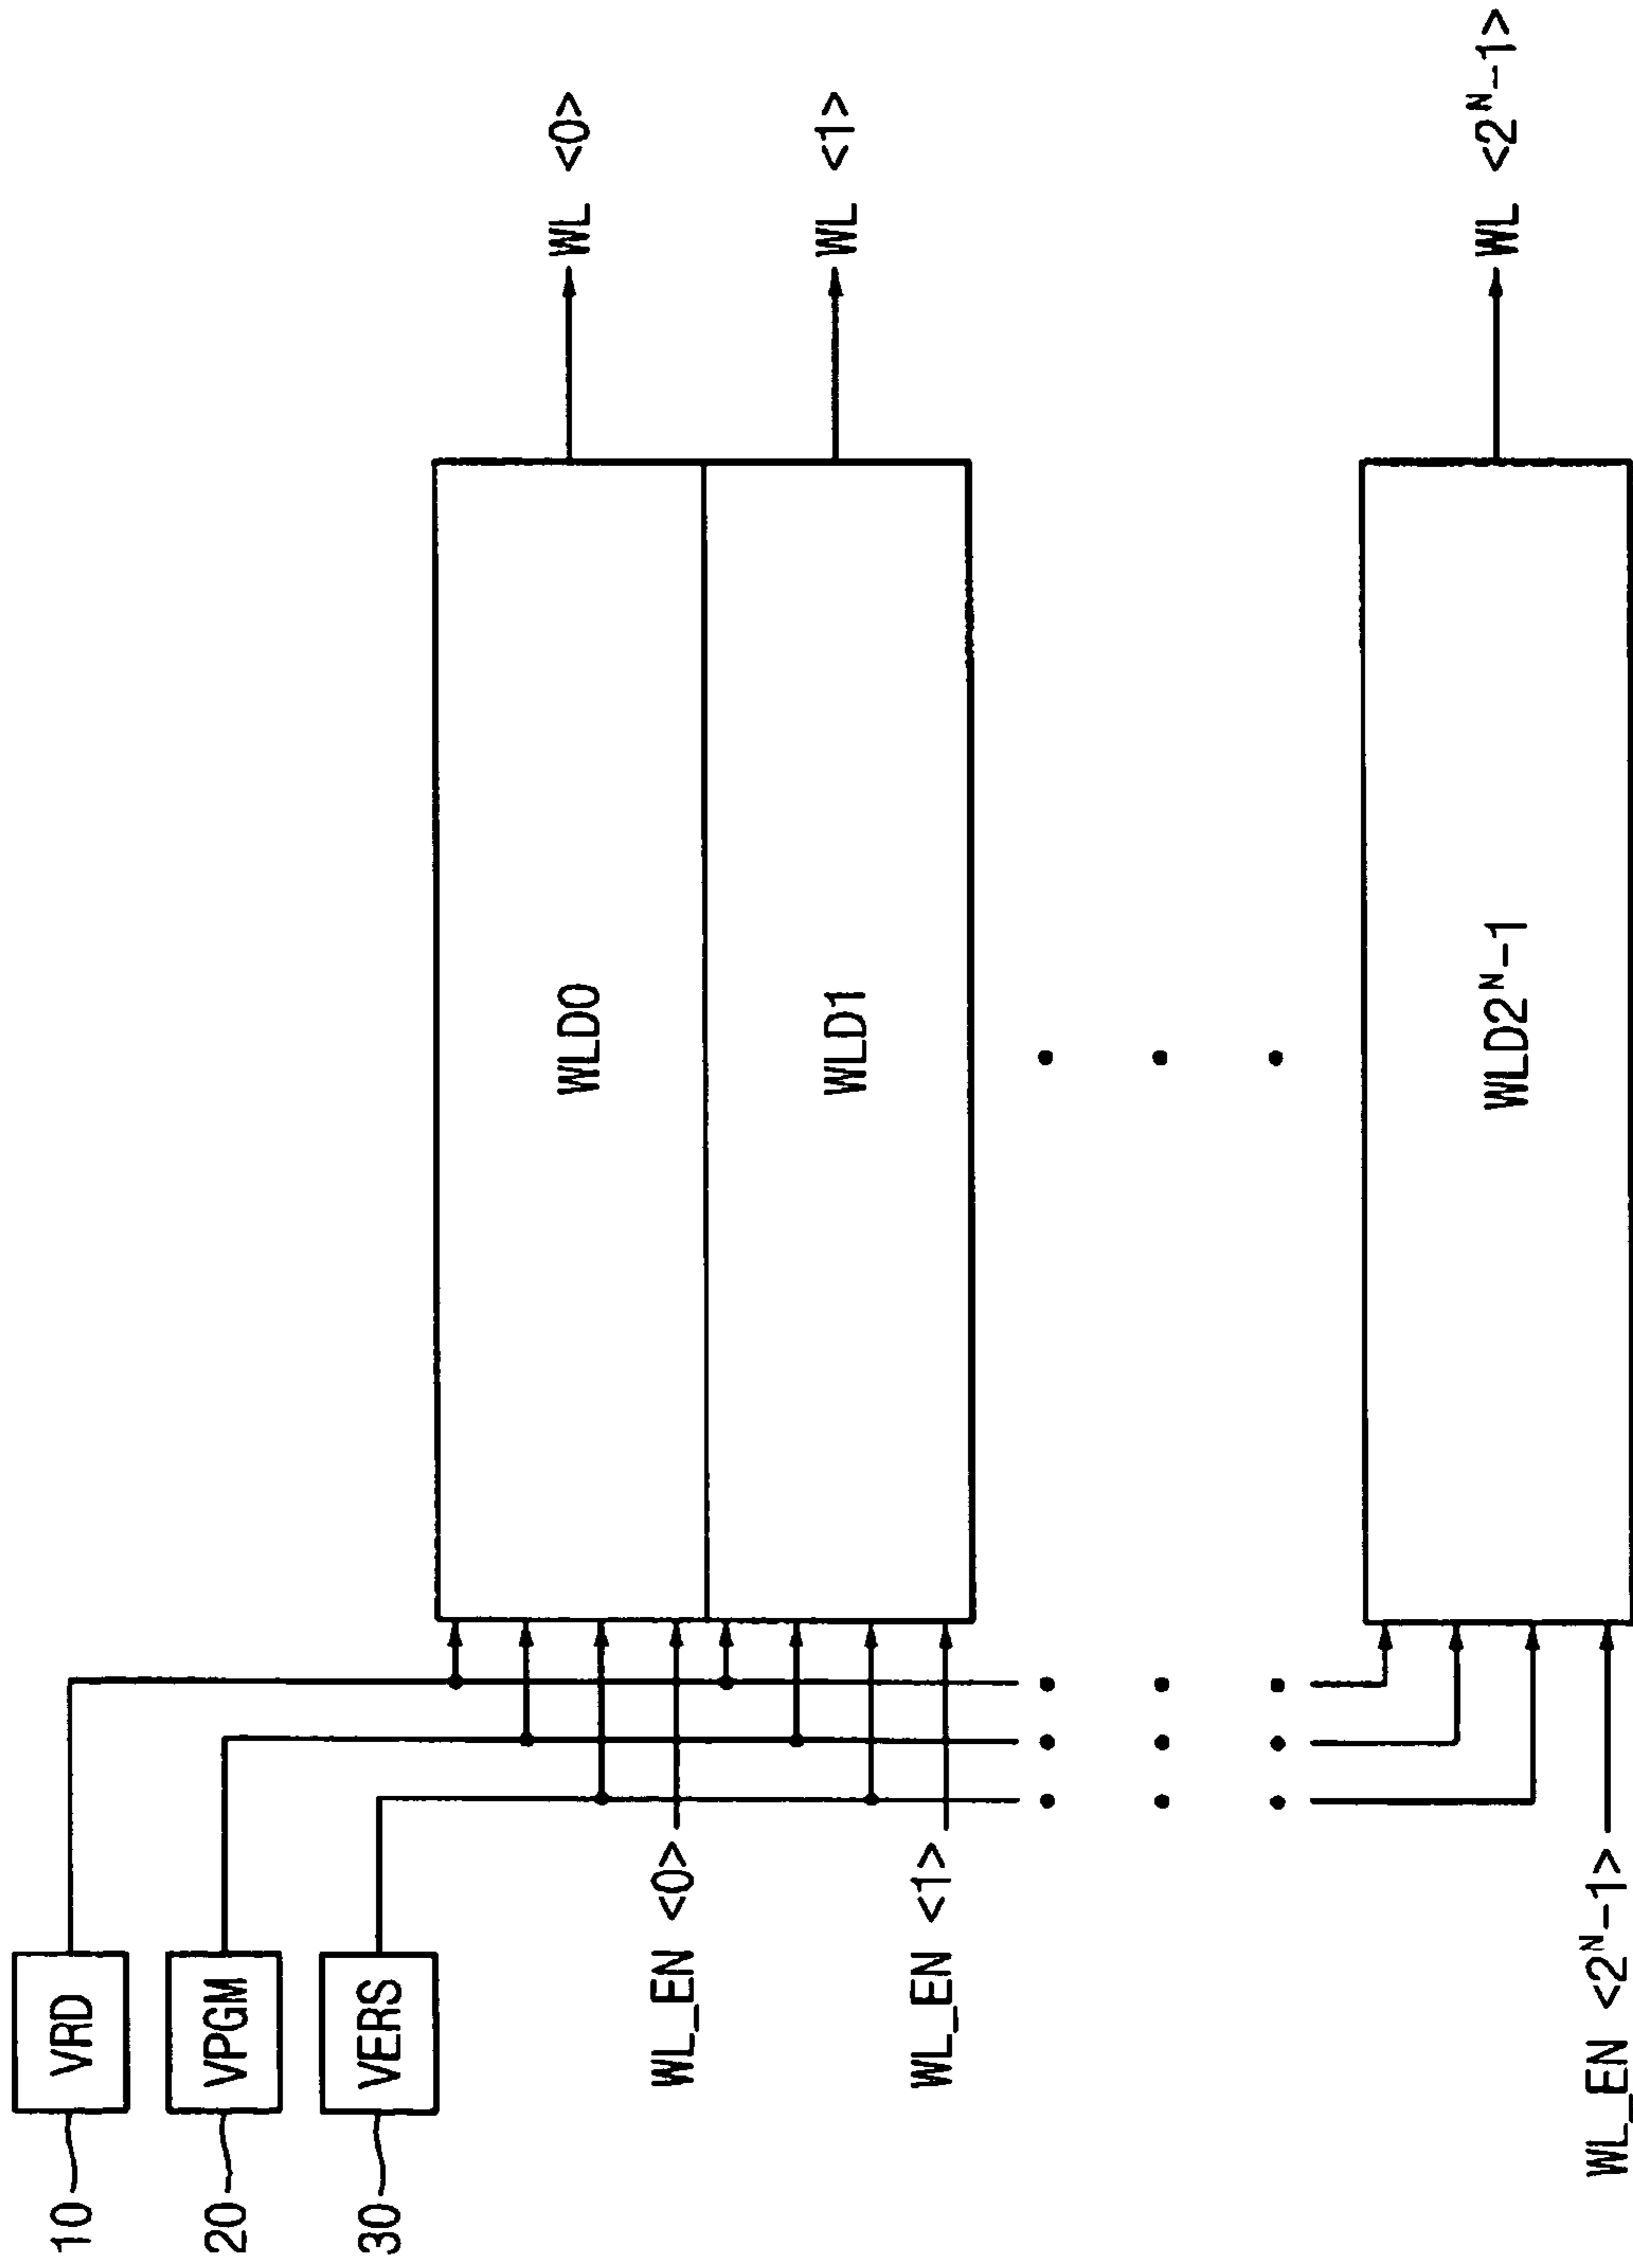 10
VRD
20
VPGM
30
VERS
WL_EN <0>
WLD0
WL <0>
WL_EN <1>
WLD1
WL <1>
WL_EN <2ᴺ-1>
WLD2ᴺ-1
WL <2ᴺ-1>